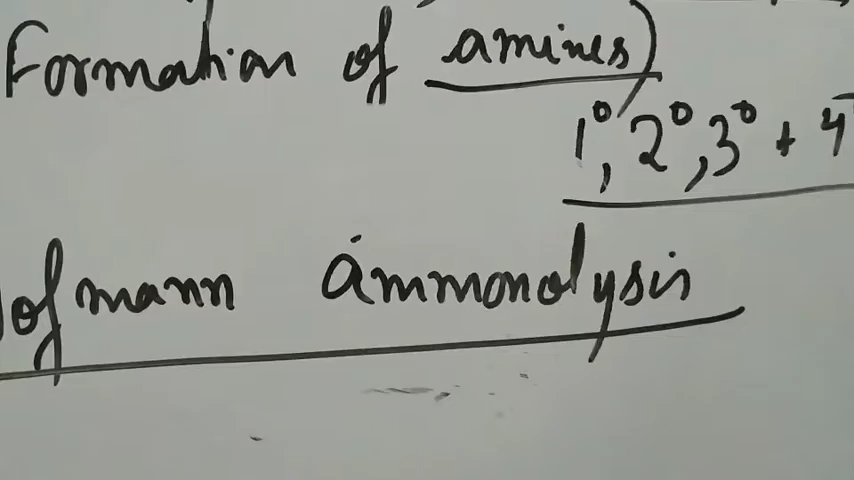 Formation of amines)
1°, 2°, 3° + 4
ofmann ammonolysis